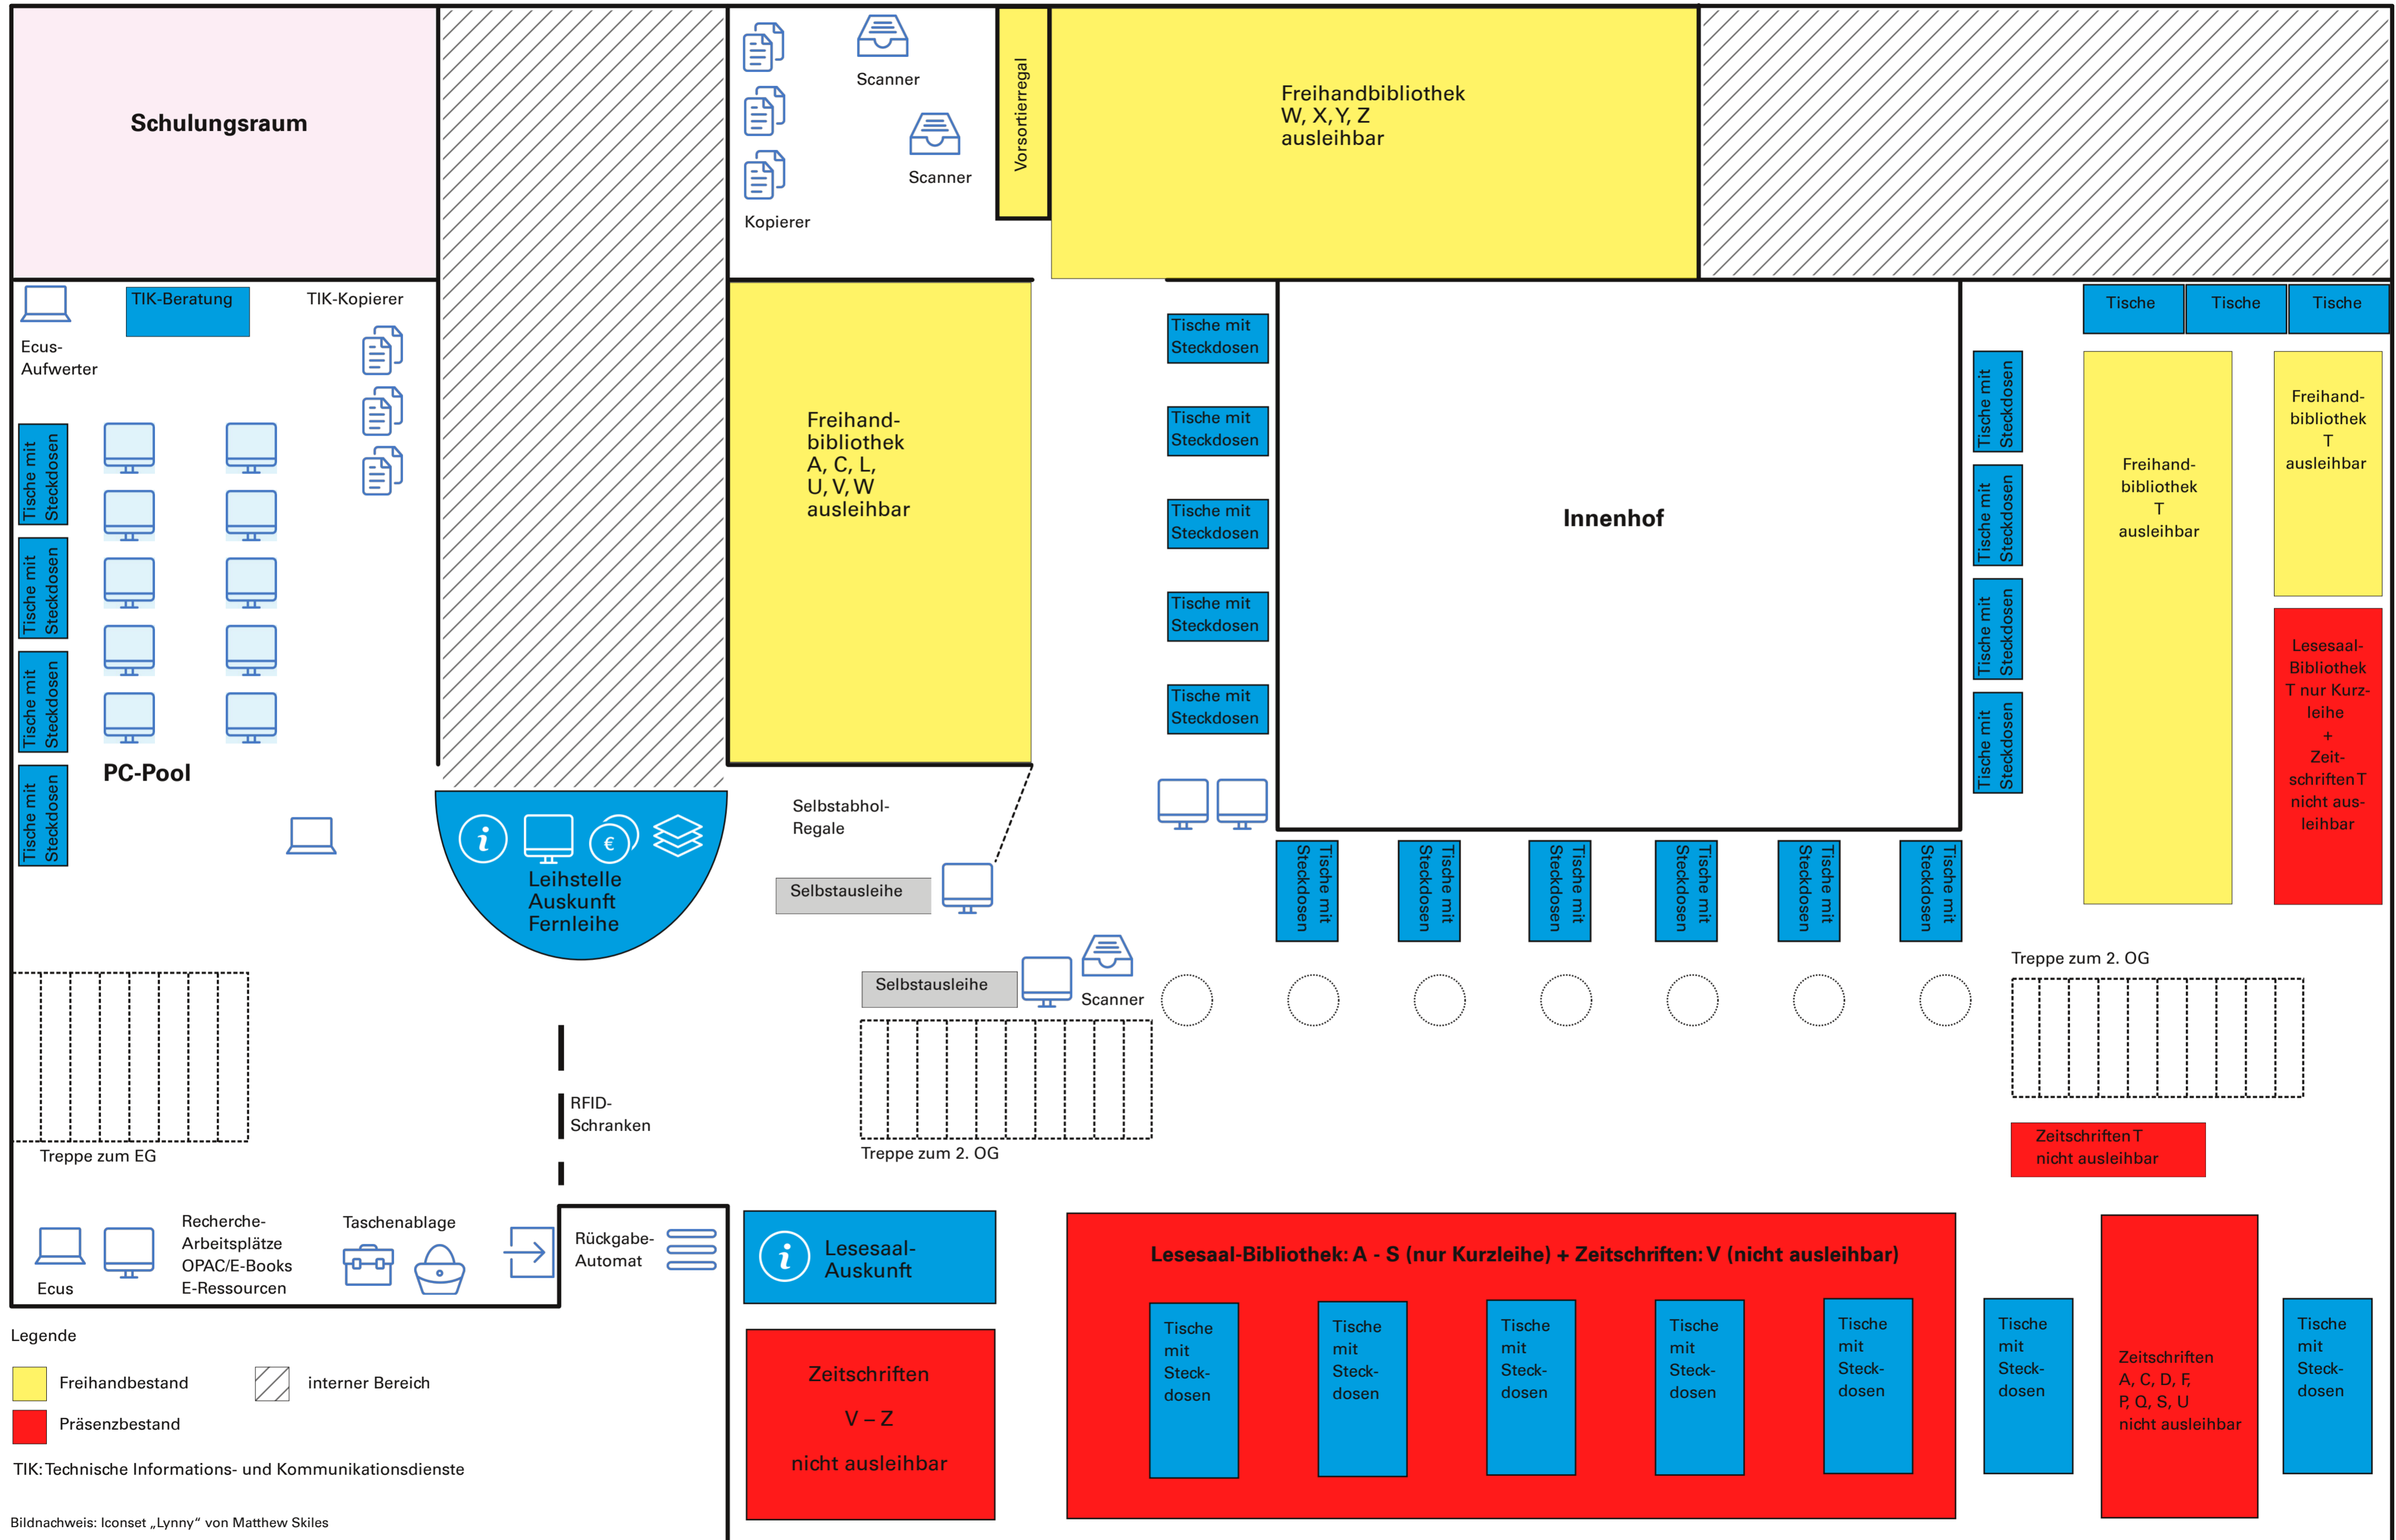 Schulungsraum
Kopierer
Scanner
Scanner
Vorsortierregal
Freihandbibliothek
W, X, Y, Z
ausleihbar
Ecus-
Aufwerter
TIK-Beratung
TIK-Kopierer
Tische mit
Steckdosen
Tische mit
Steckdosen
Tische mit
Steckdosen
Tische mit
Steckdosen
PC-Pool
Freihand-
bibliothek
A, C, L,
U, V, W
ausleihbar
Tische mit
Steckdosen
Tische mit
Steckdosen
Tische mit
Steckdosen
Tische mit
Steckdosen
Tische mit
Steckdosen
Innenhof
Tische mit
Steckdosen
Tische mit
Steckdosen
Tische mit
Steckdosen
Tische mit
Steckdosen
Tische
Tische
Tische
Freihand-
bibliothek
T
ausleihbar
Freihand-
bibliothek
T
ausleihbar
Lesesaal-
Bibliothek
T nur Kurz-
leihe
+
Zeit-
schriften T
nicht aus-
leihbar
i
€
Leihstelle
Auskunft
Fernleihe
Selbstabhol-
Regale
Selbstausleihe
Selbstausleihe
Scanner
Tische mit
Steckdosen
Tische mit
Steckdosen
Tische mit
Steckdosen
Tische mit
Steckdosen
Tische mit
Steckdosen
Tische mit
Steckdosen
Treppe zum 2. OG
Treppe zum EG
RFID-
Schranken
Treppe zum 2. OG
Zeitschriften T
nicht ausleihbar
Ecus
Recherche-
Arbeitsplätze
OPAC/E-Books
E-Ressourcen
Taschenablage
Rückgabe-
Automat
i
Lesesaal-
Auskunft
Zeitschriften
V – Z
nicht ausleihbar
Lesesaal-Bibliothek: A - S (nur Kurzleihe) + Zeitschriften: V (nicht ausleihbar)
Tische
mit
Steck-
dosen
Tische
mit
Steck-
dosen
Tische
mit
Steck-
dosen
Tische
mit
Steck-
dosen
Tische
mit
Steck-
dosen
Tische
mit
Steck-
dosen
Zeitschriften
A, C, D, F,
P, Q, S, U
nicht ausleihbar
Tische
mit
Steck-
dosen
Legende
Freihandbestand
interner Bereich
Präsenzbestand
TIK: Technische Informations- und Kommunikationsdienste
Bildnachweis: Iconset „Lynny“ von Matthew Skiles